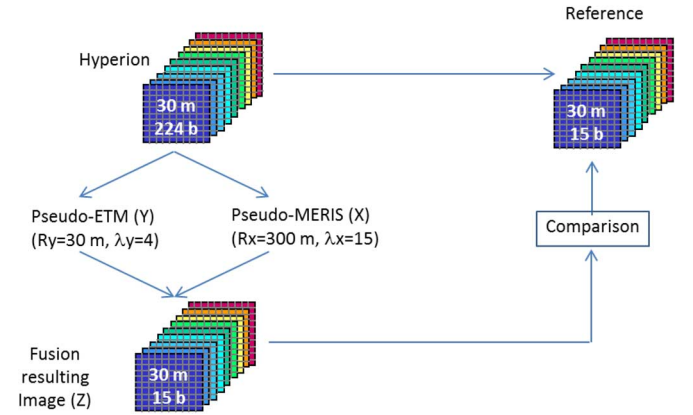 Reference
Hyperion
30 m
224 b
30 m
15 b
Pseudo-ETM (Y)
(Ry=30 m, λy=4)
Pseudo-MERIS (X)
(Rx=300 m, λx=15)
Comparison
Fusion
resulting
Image (Z)
30 m
15 b